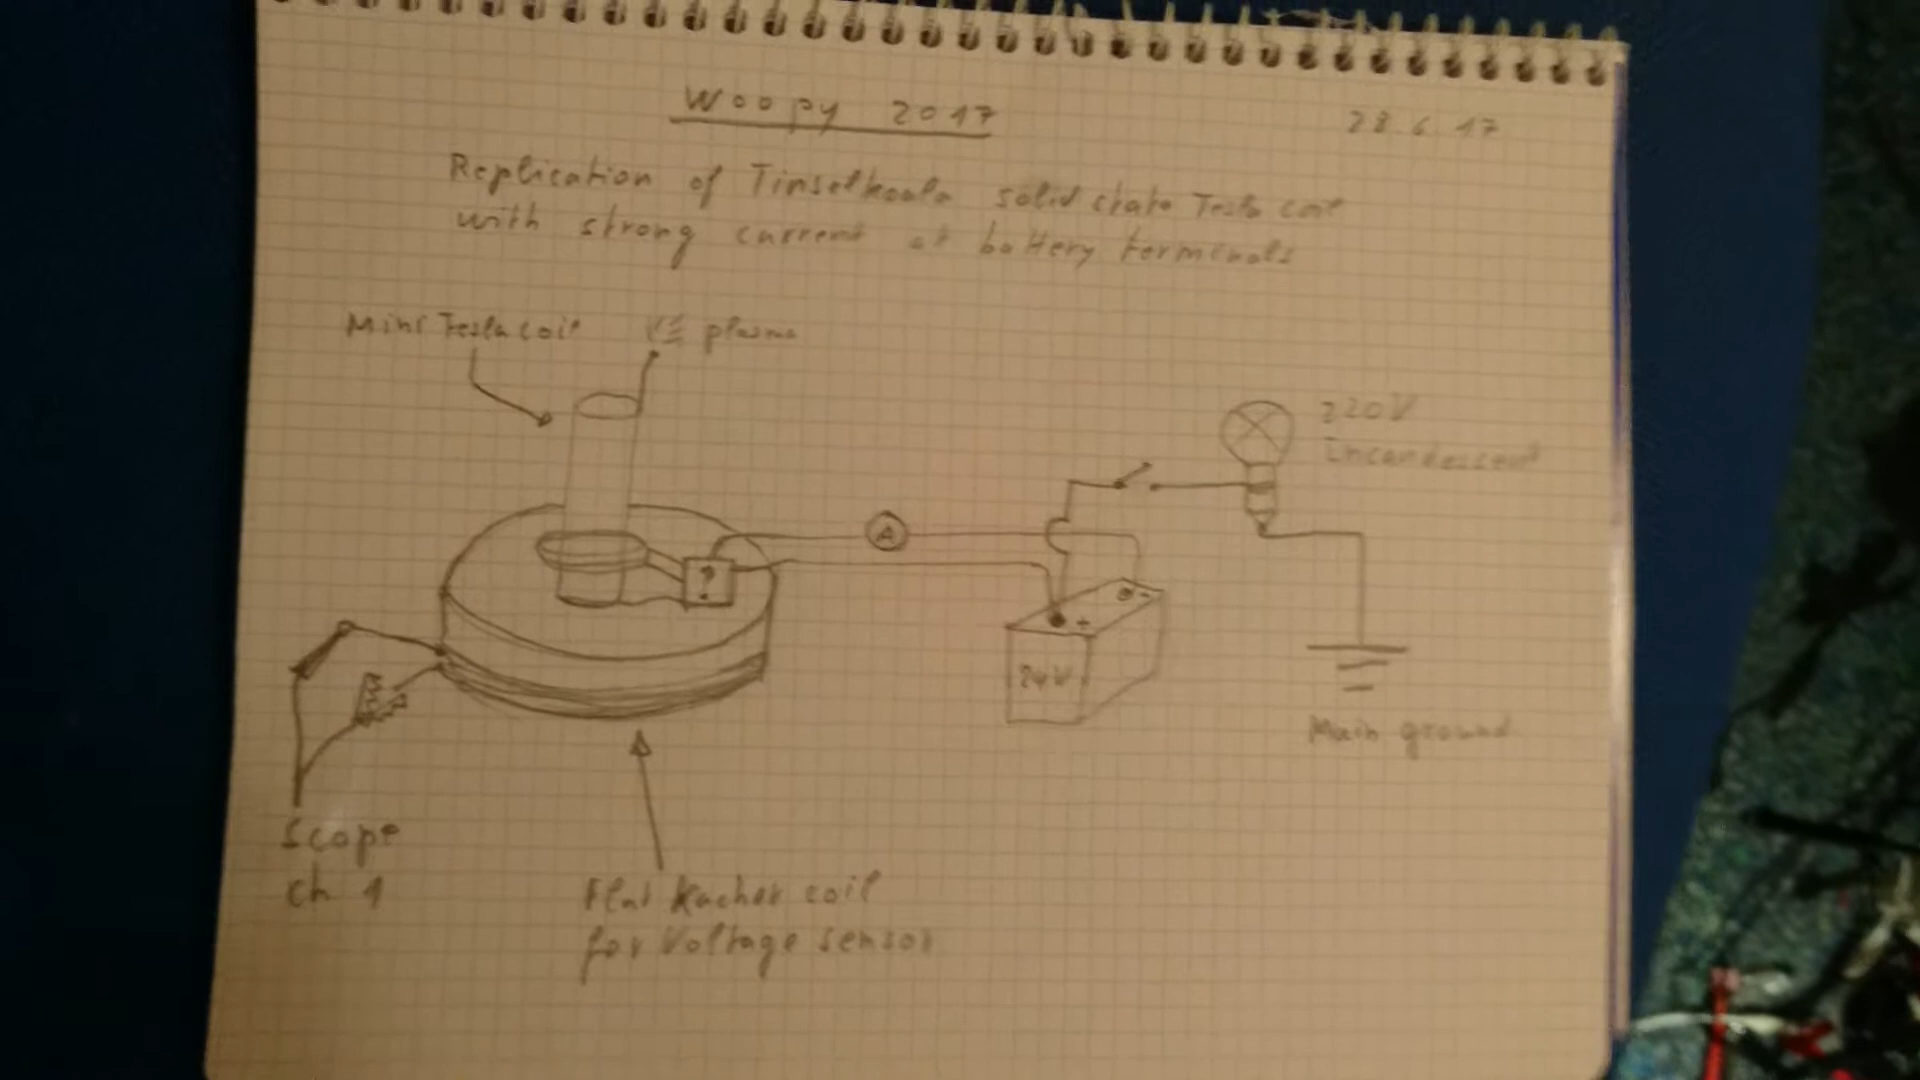 Woopy 2017
28.6.17
Replication of Tinselkoala solid state Tesla coil
with strong current at battery terminals
Mini Tesla coil
plasma
220V
incandescent
A
?
+
-
24V
Main ground
Scope
ch 1
Flat Kacher coil
for Voltage sensor